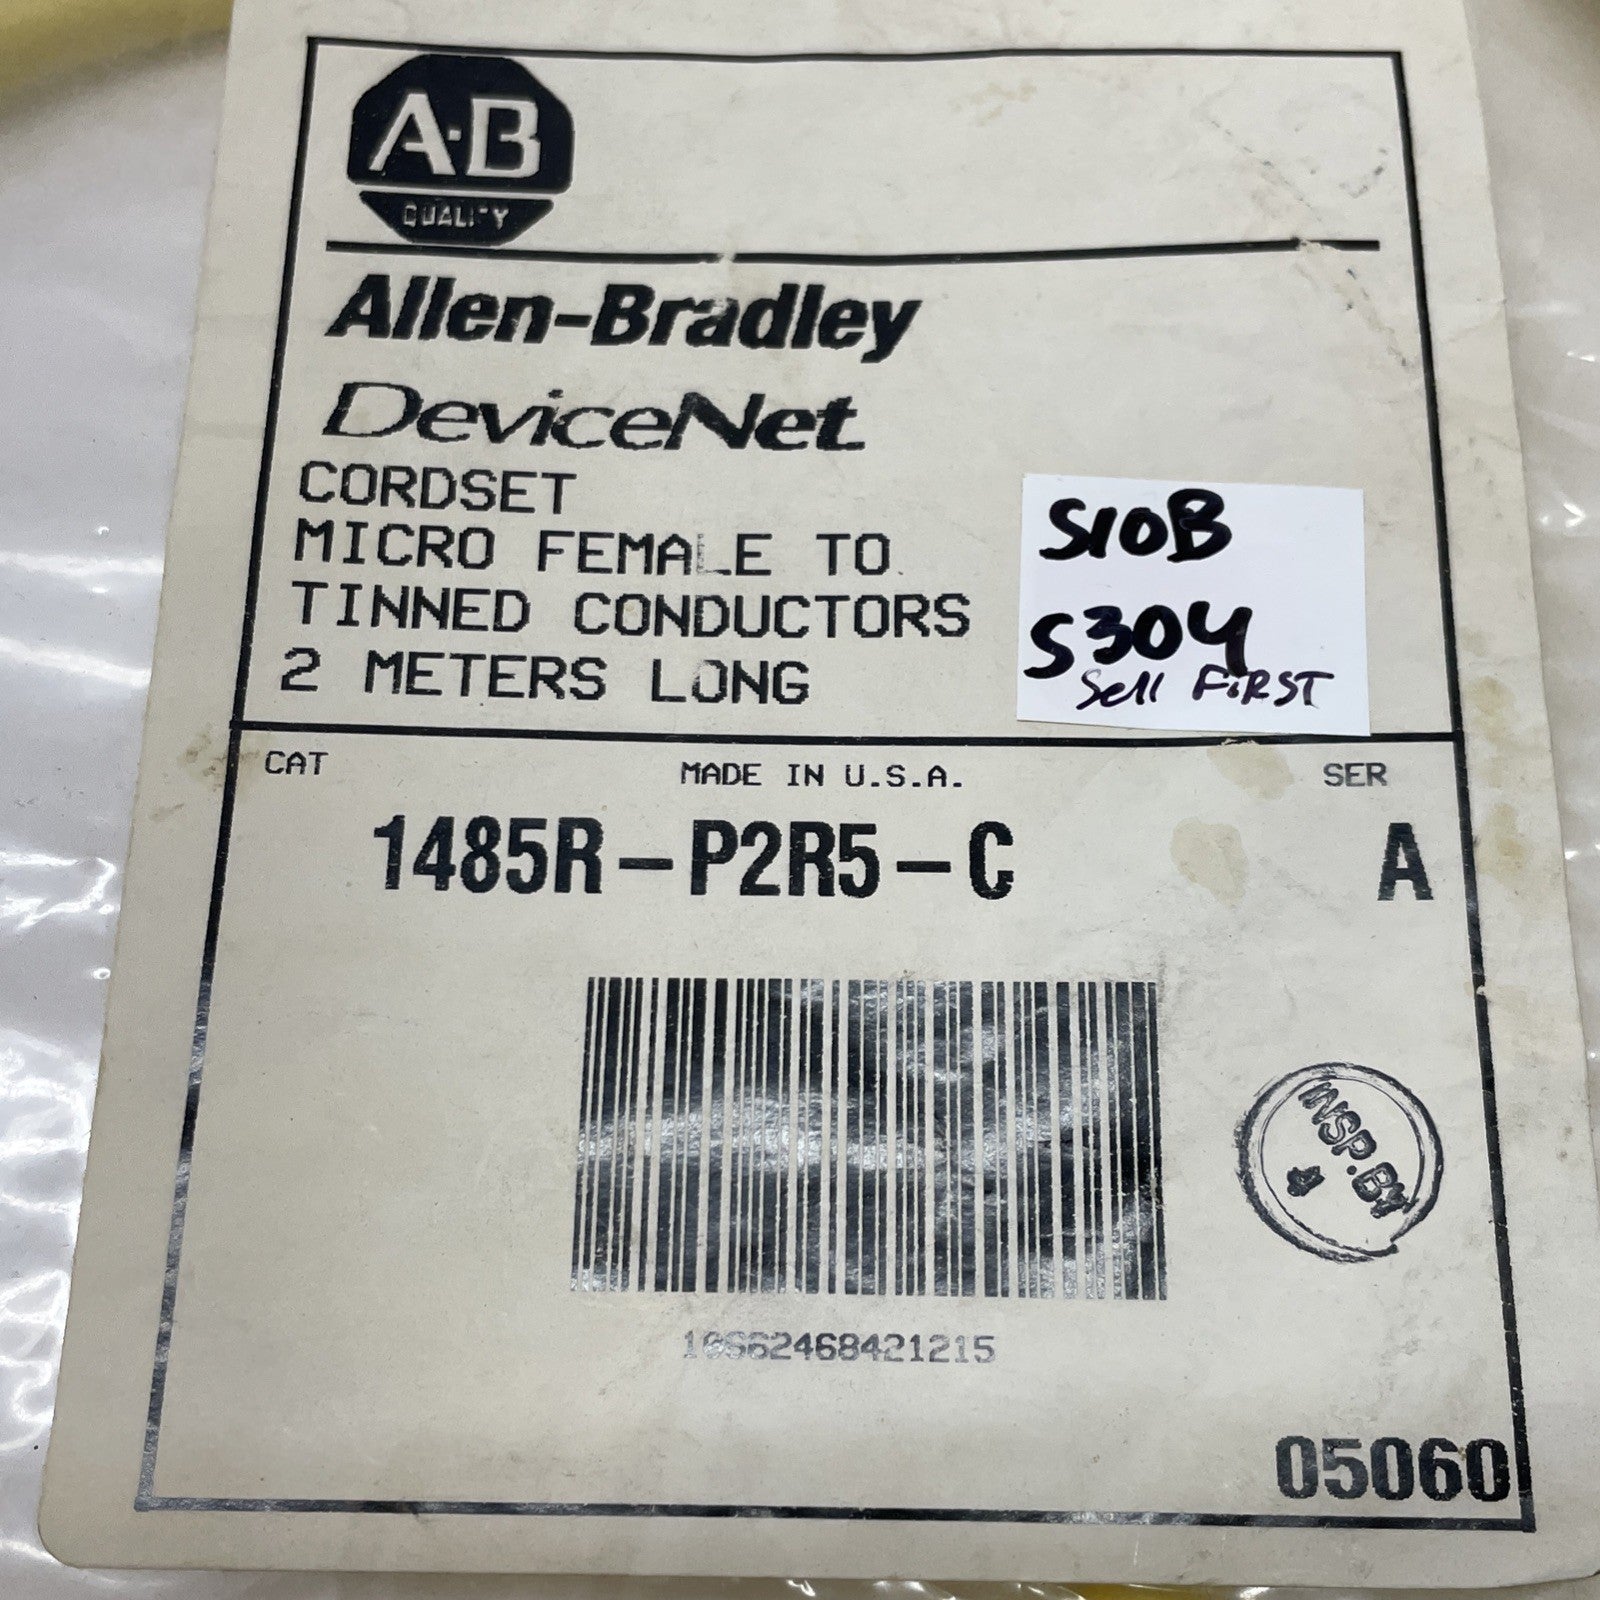 A·B
QUALITY
Allen-Bradley
DeviceNet
CORDSET
MICRO FEMALE TO
TINNED CONDUCTORS
2 METERS LONG
S10B
S304
Sell FIRST
CAT
MADE IN U.S.A.
SER
1485R-P2R5-C
A
INSP.BY
4
10662468421215
05060